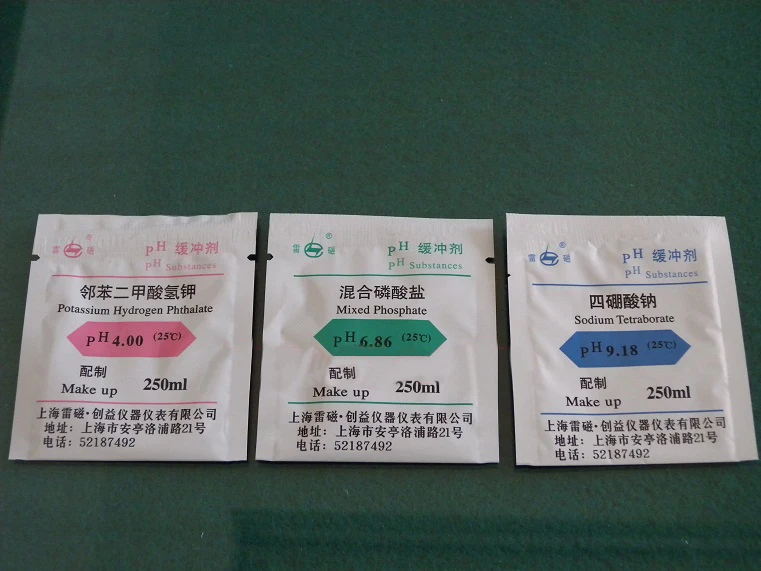 雷磁®
pH 缓冲剂
pH Substances
邻苯二甲酸氢钾
Potassium Hydrogen Phthalate
pH 4.00 (25℃)
配制
Make up 250ml
上海雷磁·创益仪器仪表有限公司
地址：上海市安亭洛浦路21号
电话：52187492
雷磁®
pH 缓冲剂
pH Substances
混合磷酸盐
Mixed Phosphate
pH 6.86 (25℃)
配制
Make up 250ml
上海雷磁·创益仪器仪表有限公司
地址：上海市安亭洛浦路21号
电话：52187492
雷磁®
pH 缓冲剂
pH Substances
四硼酸钠
Sodium Tetraborate
pH 9.18 (25℃)
配制
Make up 250ml
上海雷磁·创益仪器仪表有限公司
地址：上海市安亭洛浦路21号
电话：52187492